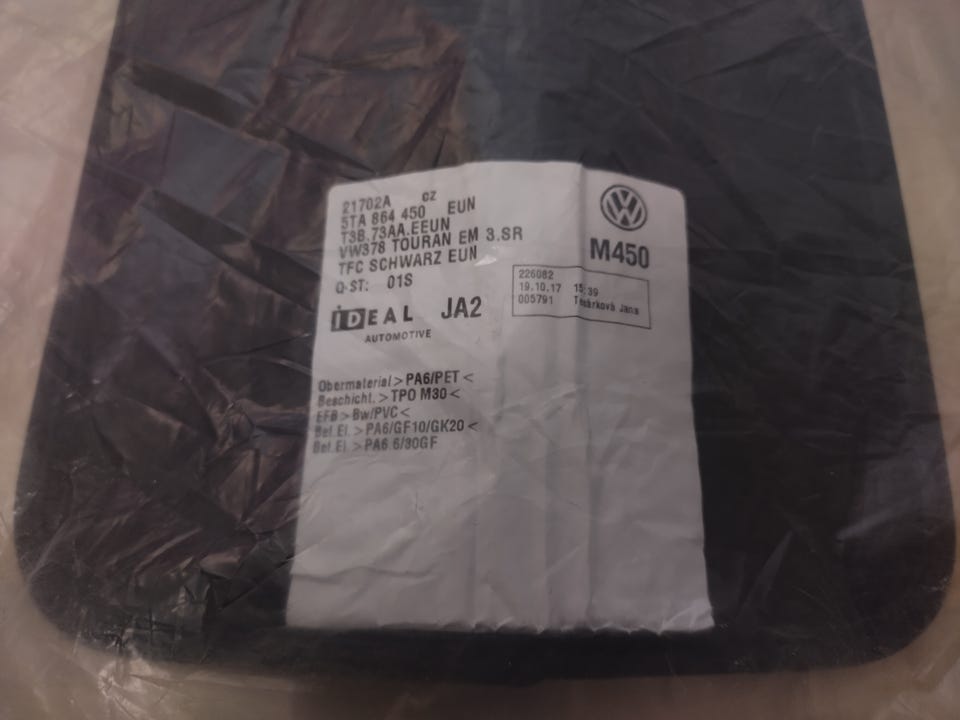 21702A CZ
5TA 864 450 EUN
T3B.73AA.EEUN
VW378 TOURAN EM 3.SR
TFC SCHWARZ EUN
Q-ST: 01S
IDEAL JA2
AUTOMOTIVE
VW
M450
226082
19.10.17 15:39
005791 Jana
Obermaterial >PA6/PET<
Beschicht. >TPO M30<
EFB >Bw/PVC<
Bef.El. >PA6/GF10/GK20<
Bef.El. >PA6.6/30GF